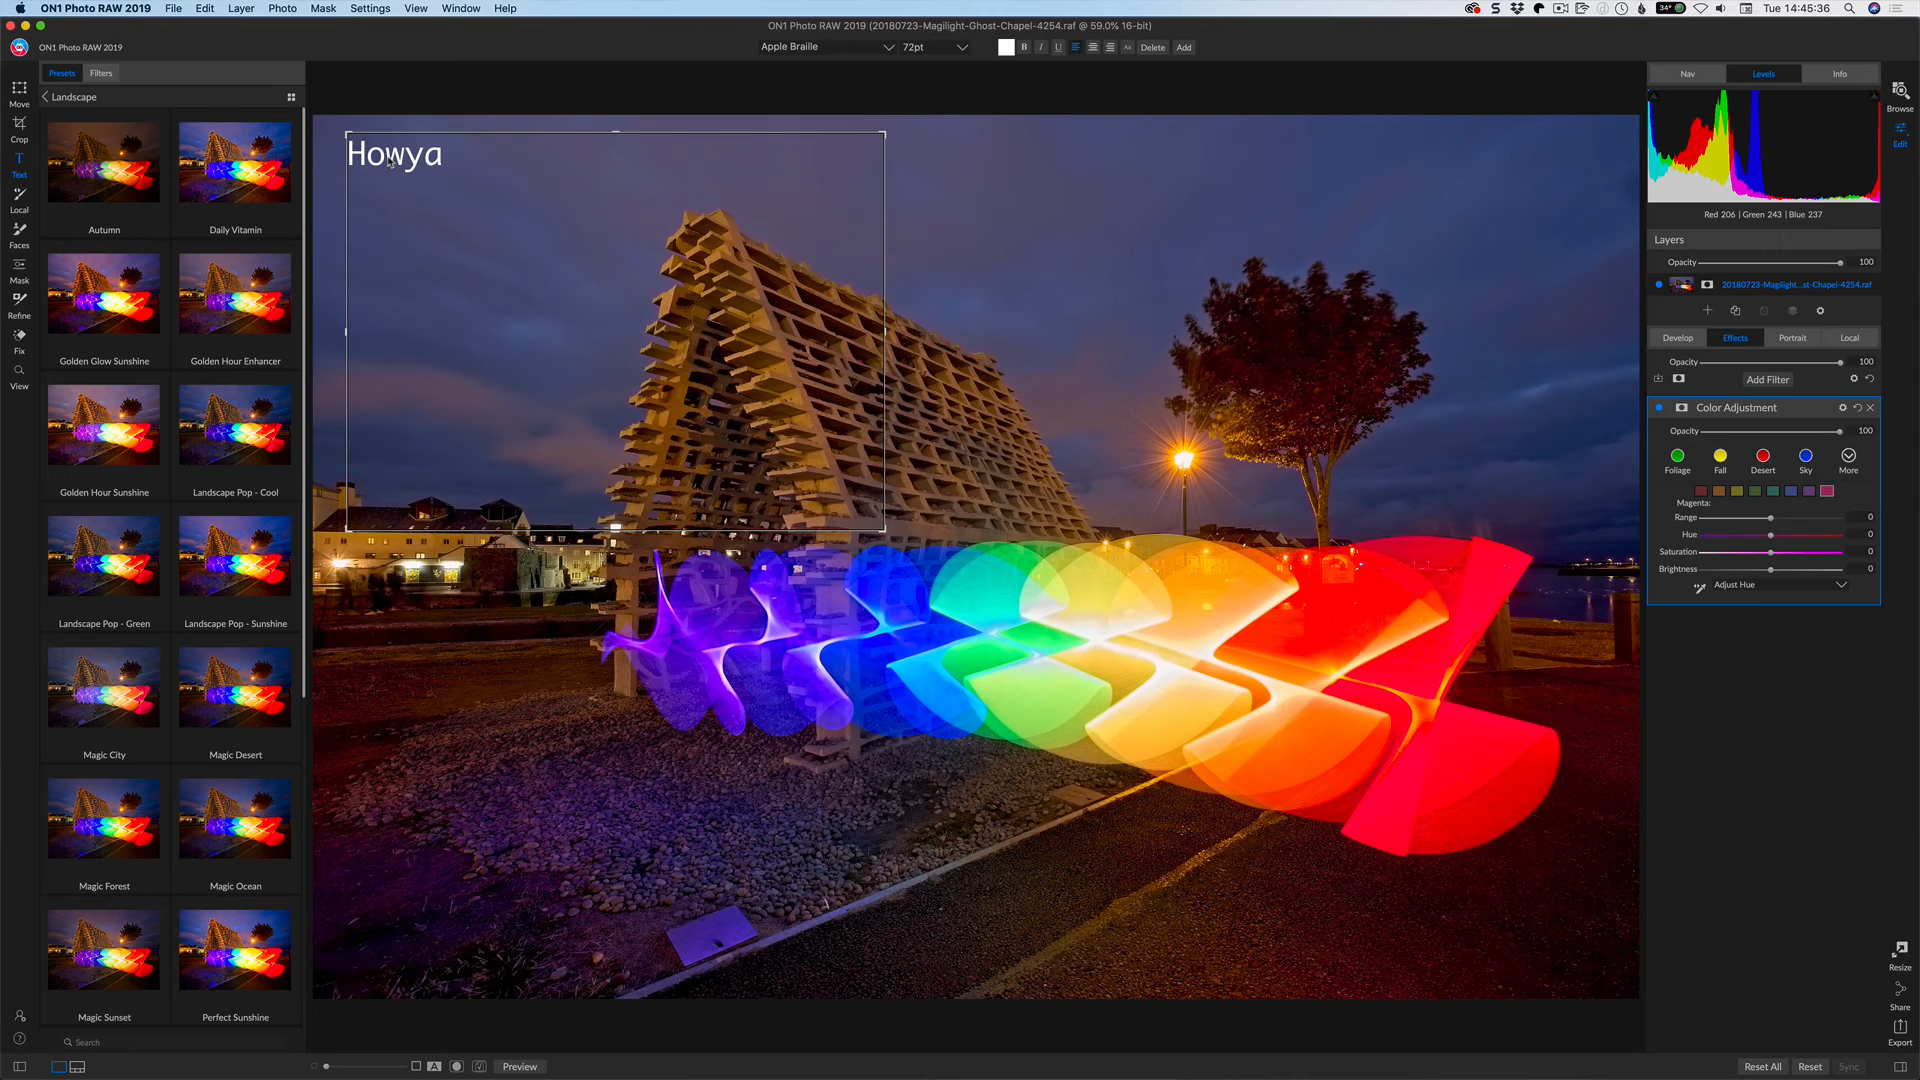 ON1 Photo RAW 2019 File Edit Layer Photo Mask Settings View Window Help
34° Tue 14:45:36
ON1 Photo RAW 2019 (20180723-Magilight-Ghost-Chapel-4254.raf @ 59.0% 16-bit)
ON1 Photo RAW 2019
Apple Braille 72pt B I U Aa Delete Add
Presets Filters
Landscape
Move
Crop
Text
Local
Faces
Mask
Refine
Fix
View
Autumn Daily Vitamin
Golden Glow Sunshine Golden Hour Enhancer
Golden Hour Sunshine Landscape Pop - Cool
Landscape Pop - Green Landscape Pop - Sunshine
Magic City Magic Desert
Magic Forest Magic Ocean
Magic Sunset Perfect Sunshine
Search
Howya
Nav Levels Info
Red 206 | Green 243 | Blue 237
Layers
Opacity 100
20180723-Magilight...st-Chapel-4254.raf
Develop Effects Portrait Local
Opacity 100
Add Filter
Color Adjustment
Opacity 100
Foliage Fall Desert Sky More
Magenta:
Range 0
Hue 0
Saturation 0
Brightness 0
Adjust Hue
Browse
Edit
Resize
Share
Export
A Preview
Reset All Reset Sync